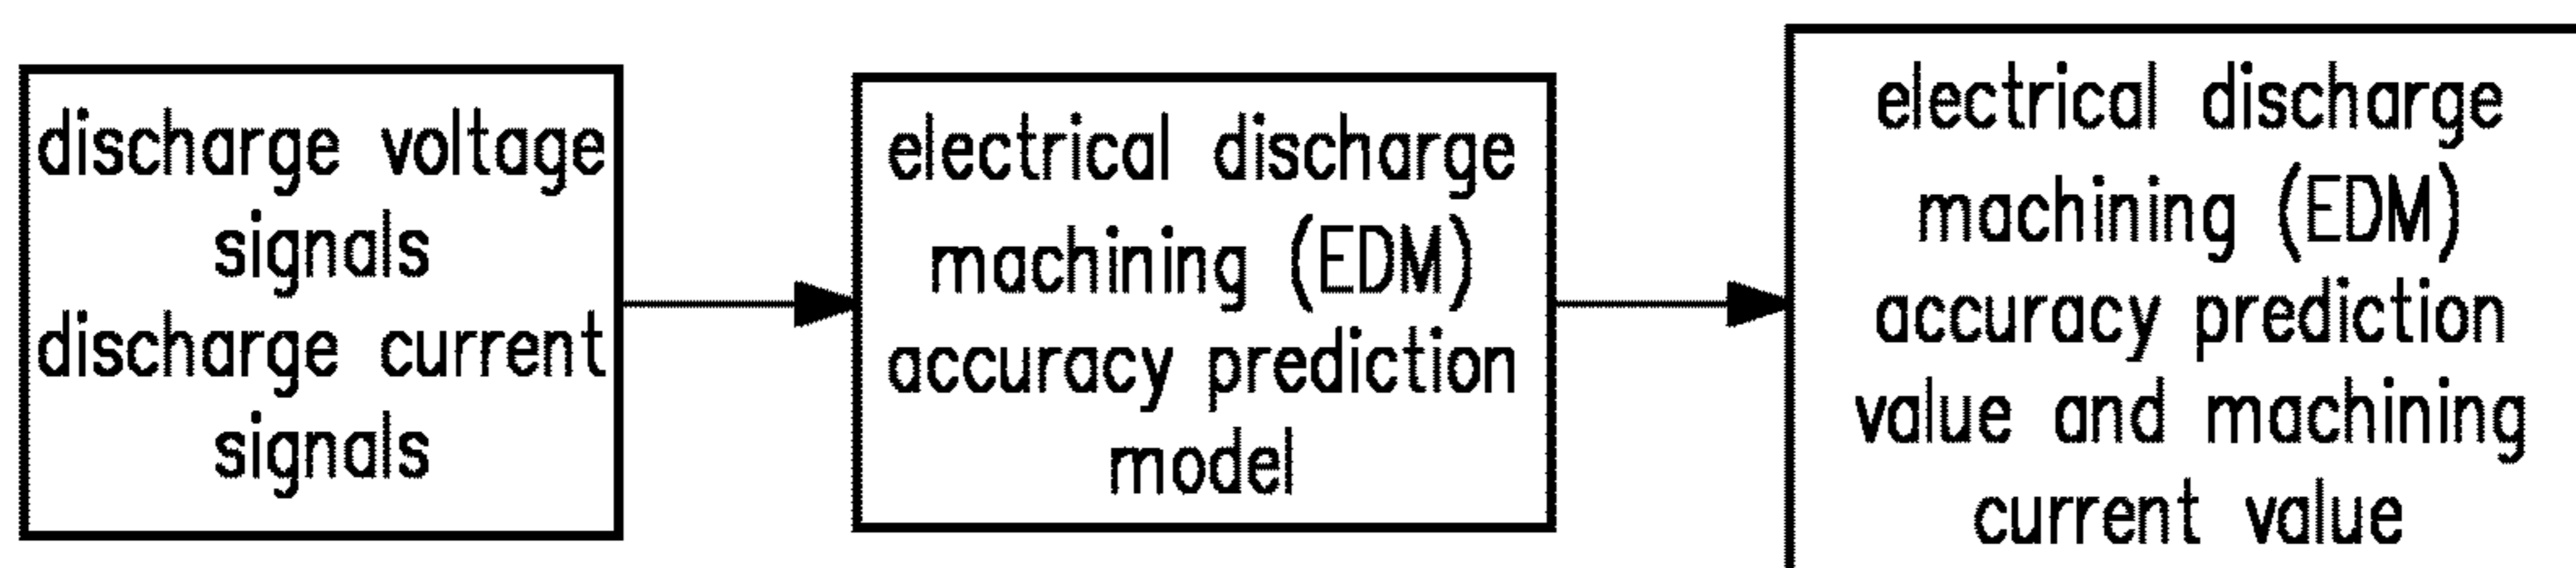 discharge voltage
signals
discharge current
signals
electrical discharge
machining (EDM)
accuracy prediction
model
electrical discharge
machining (EDM)
accuracy prediction
value and machining
current value